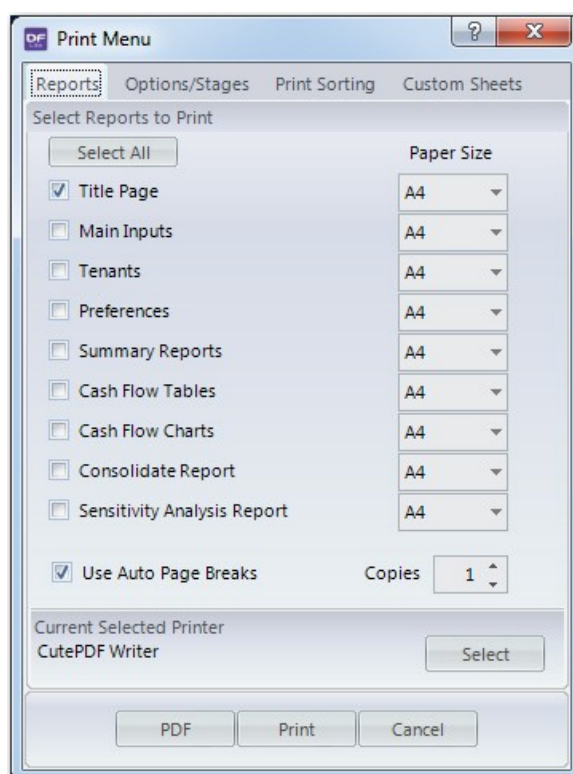 DF Print Menu ?  X
Reports Options/Stages Print Sorting Custom Sheets
Select Reports to Print
Select All Paper Size
Title Page A4
Main Inputs A4
Tenants A4
Preferences A4
Summary Reports A4
Cash Flow Tables A4
Cash Flow Charts A4
Consolidate Report A4
Sensitivity Analysis Report A4
Use Auto Page Breaks Copies 1
Current Selected Printer
CutePDF Writer Select
PDF Print Cancel